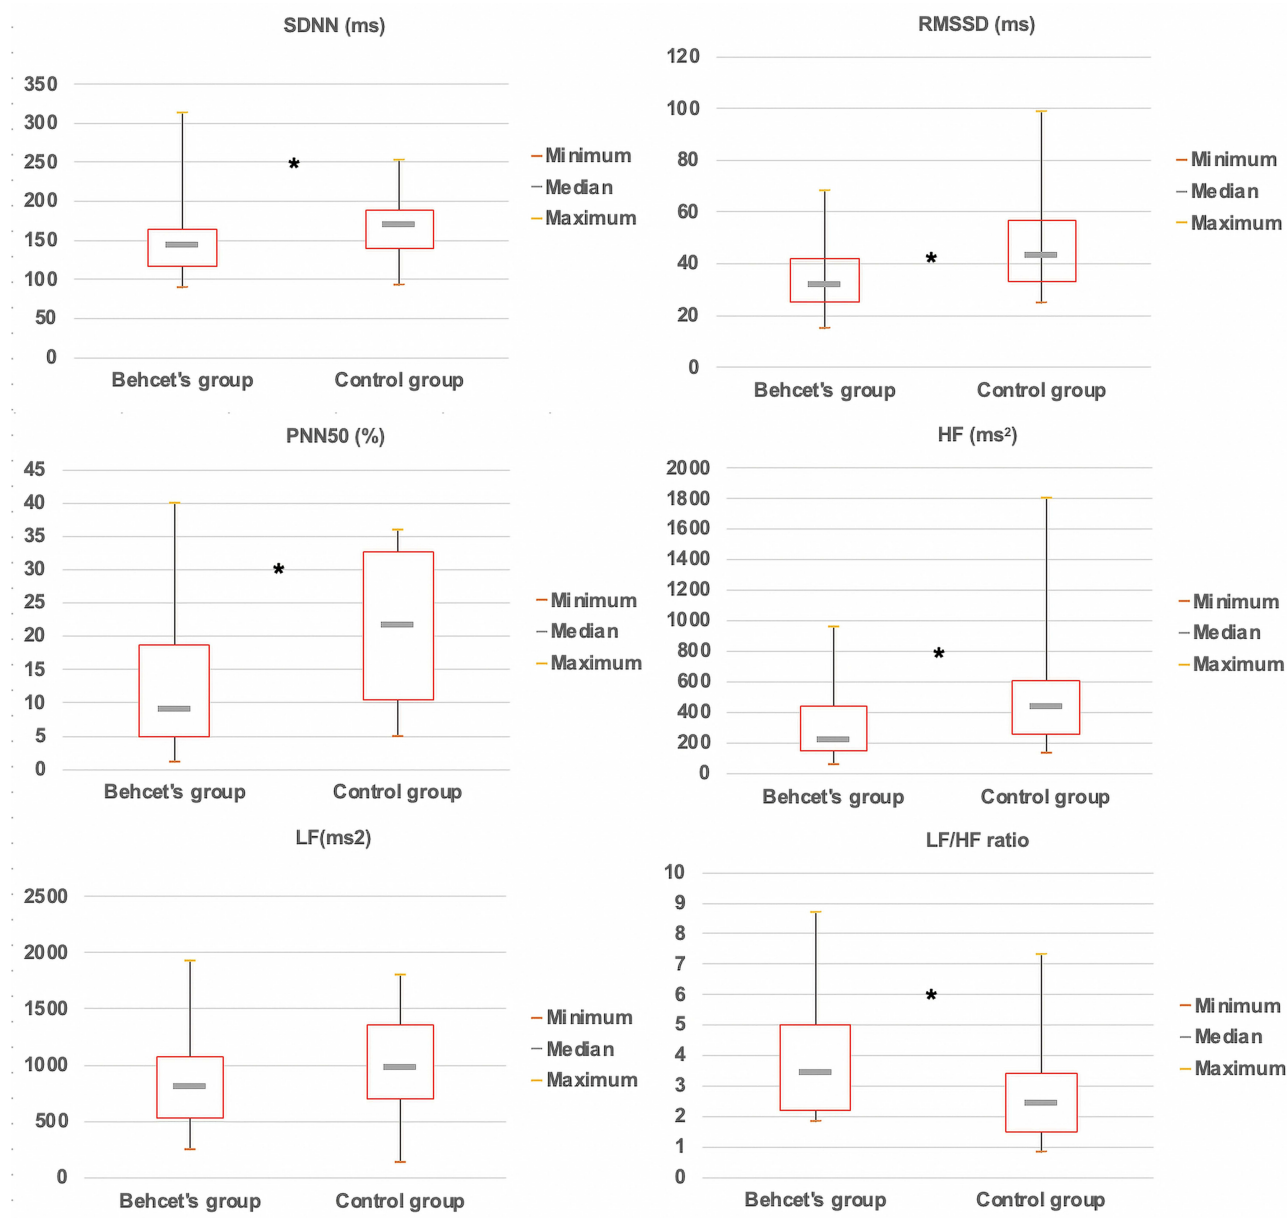 SDNN (ms)
350
300
250
200
150
100
50
0
*
Behcet's group
Control group
Minimum
Median
Maximum
RMSSD (ms)
120
100
80
60
40
20
0
*
Behcet's group
Control group
Minimum
Median
Maximum
PNN50 (%)
45
40
35
30
25
20
15
10
5
0
*
Behcet's group
Control group
Minimum
Median
Maximum
HF (ms²)
2000
1800
1600
1400
1200
1000
800
600
400
200
0
*
Behcet's group
Control group
Minimum
Median
Maximum
LF(ms2)
2500
2000
1500
1000
500
0
Behcet's group
Control group
Minimum
Median
Maximum
LF/HF ratio
10
9
8
7
6
5
4
3
2
1
0
*
Behcet's group
Control group
Minimum
Median
Maximum